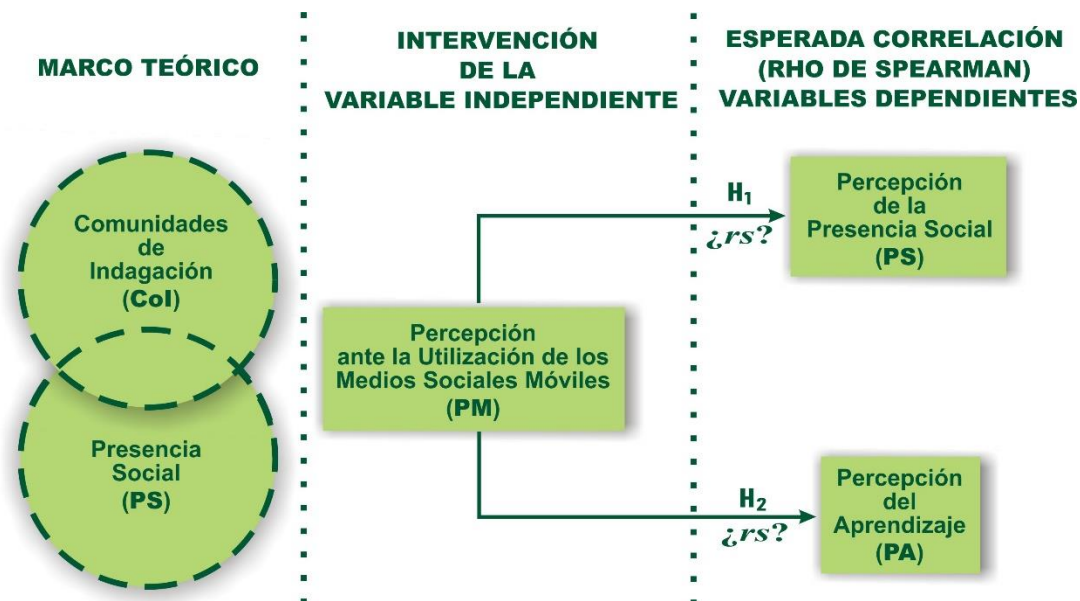 MARCO TEÓRICO
Comunidades
de
Indagación
(CoI)
Presencia
Social
(PS)
INTERVENCIÓN
DE LA
VARIABLE INDEPENDIENTE
Percepción
ante la Utilización de los
Medios Sociales Móviles
(PM)
ESPERADA CORRELACIÓN
(RHO DE SPEARMAN)
VARIABLES DEPENDIENTES
H₁
¿rs?
Percepción
de la
Presencia Social
(PS)
H₂
¿rs?
Percepción
del
Aprendizaje
(PA)